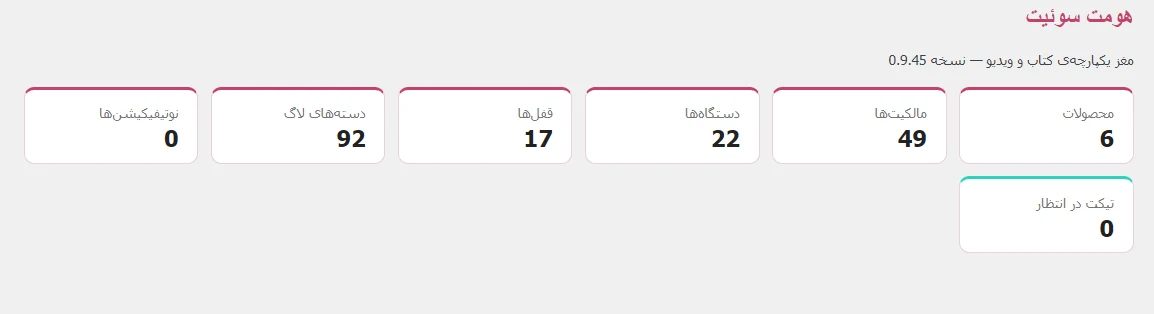 هومت سوئیت
مغز یکپارچه‌ی کتاب و ویدیو — نسخه 0.9.45
محصولات
6
مالکیت‌ها
49
دستگاه‌ها
22
قفل‌ها
17
دسته‌های لاگ
92
نوتیفیکیشن‌ها
0
تیکت در انتظار
0